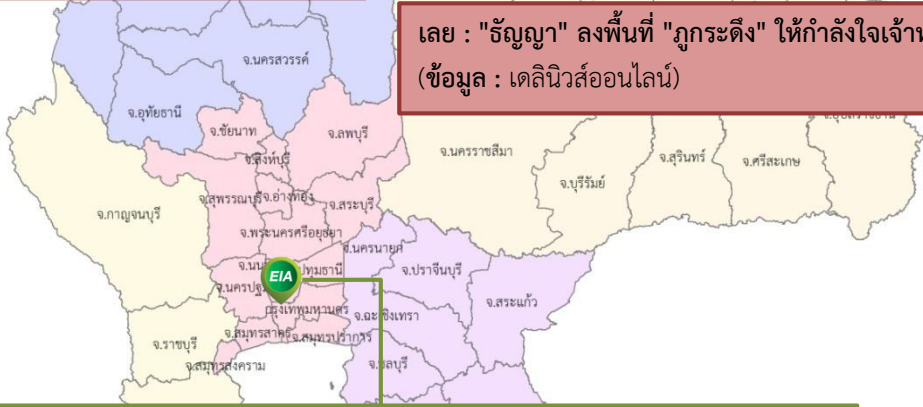 เลย : "ธัญญา" ลงพื้นที่ "ภูกระดึง" ให้กำลังใจเจ้า
(ข้อมูล : เดลินิวส์ออนไลน์)
จ.นครสวรรค์
จ.อุทัยธานี
จ.ชัยนาท
จ.ลพบุรี
จ.สิงห์บุรี
จ.นครราชสีมา
จ.สุรินทร์
จ.ศรีสะเกษ
จ.บุรีรัมย์
จ.สุพรรณบุรี
จ.อ่างทอง
จ.สระบุรี
จ.กาญจนบุรี
จ.พระนครศรีอยุธยา
จ.นครนายก
จ.ปราจีนบุรี
EIA
ปทุมธานี
กรุงเทพมหานคร
จ.ฉะเชิงเทรา
จ.สระแก้ว
จ.ราชบุรี
จ.สมุทรสาคร
จ.สมุทรปราการ
จ.สมุทรสงคราม
จ.ชลบุรี